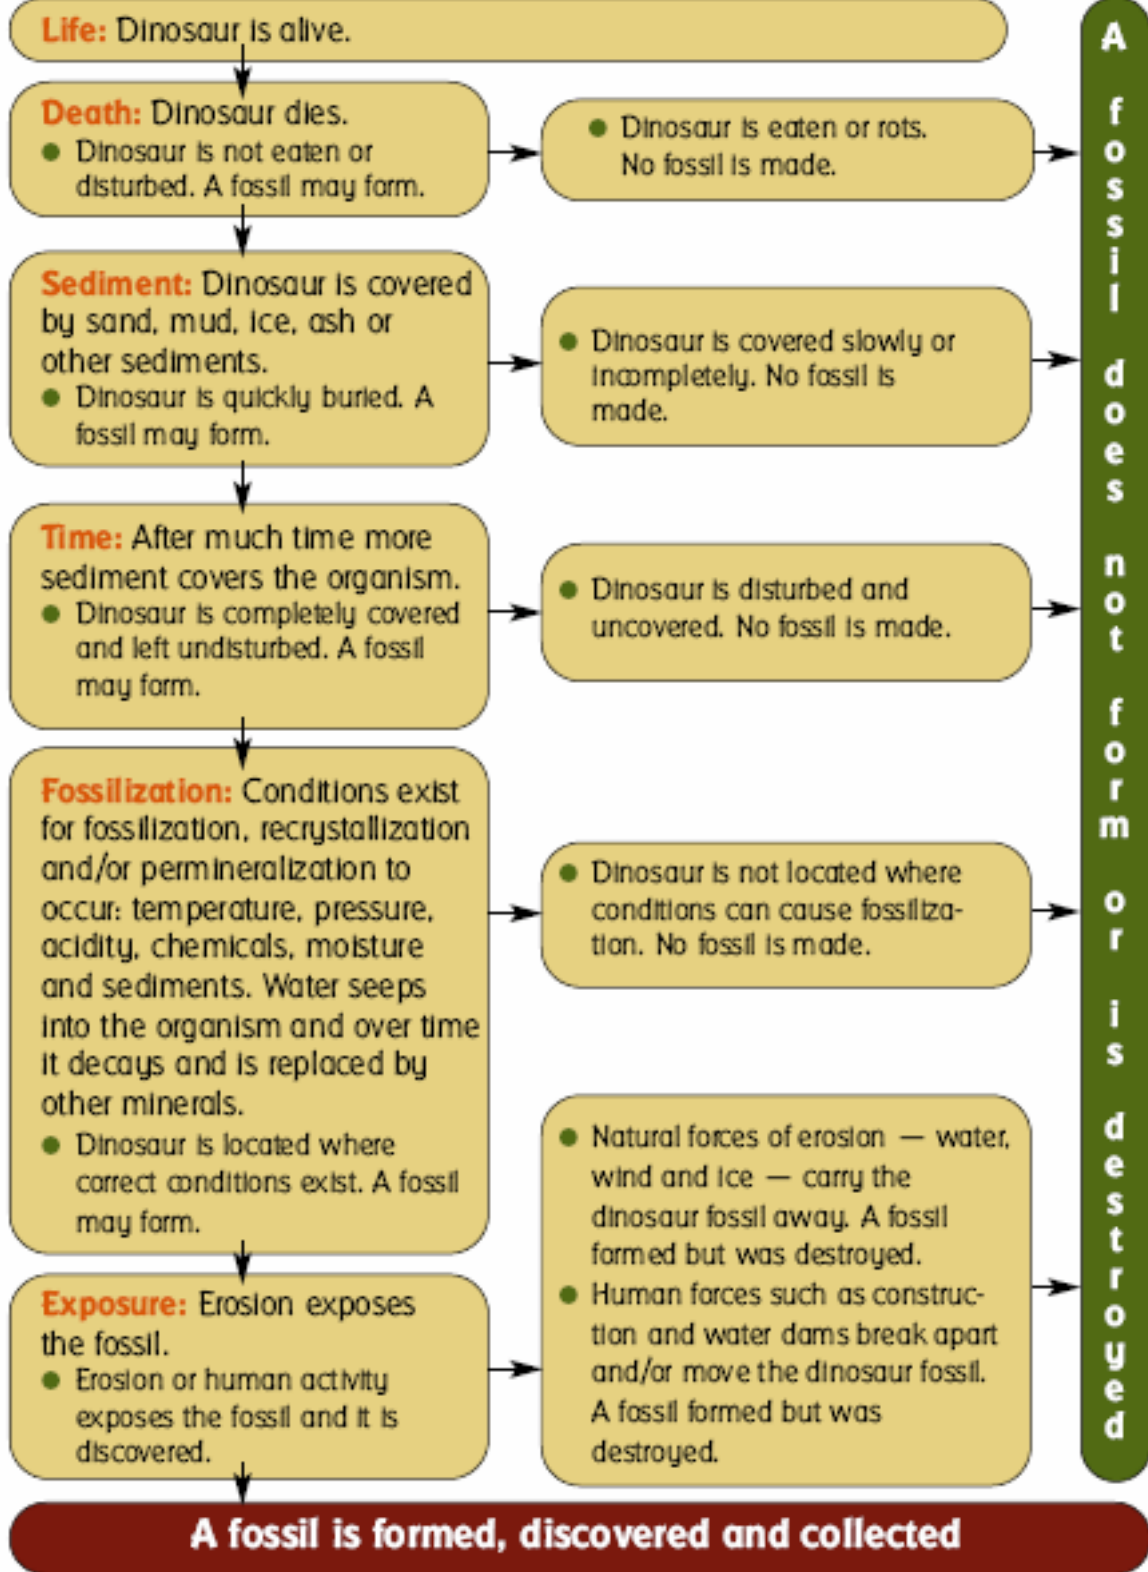 Life: Dinosaur is alive.
Death: Dinosaur dies.
● Dinosaur is not eaten or
disturbed. A fossil may form.
● Dinosaur is eaten or rots.
No fossil is made.
Sediment: Dinosaur is covered
by sand, mud, ice, ash or
other sediments.
● Dinosaur is quickly buried. A
fossil may form.
● Dinosaur is covered slowly or
incompletely. No fossil is
made.
Time: After much time more
sediment covers the organism.
● Dinosaur is completely covered
and left undisturbed. A fossil
may form.
● Dinosaur is disturbed and
uncovered. No fossil is made.
Fossilization: Conditions exist
for fossilization, recrystallization
and/or permineralization to
occur: temperature, pressure,
acidity, chemicals, moisture
and sediments. Water seeps
into the organism and over time
it decays and is replaced by
other minerals.
● Dinosaur is located where
correct conditions exist. A fossil
may form.
● Dinosaur is not located where
conditions can cause fossiliza-
tion. No fossil is made.
Exposure: Erosion exposes
the fossil.
● Erosion or human activity
exposes the fossil and it is
discovered.
● Natural forces of erosion — water,
wind and ice — carry the
dinosaur fossil away. A fossil
formed but was destroyed.
● Human forces such as construc-
tion and water dams break apart
and/or move the dinosaur fossil.
A fossil formed but was
destroyed.
A fossil does not form or is destroyed
A fossil is formed, discovered and collected